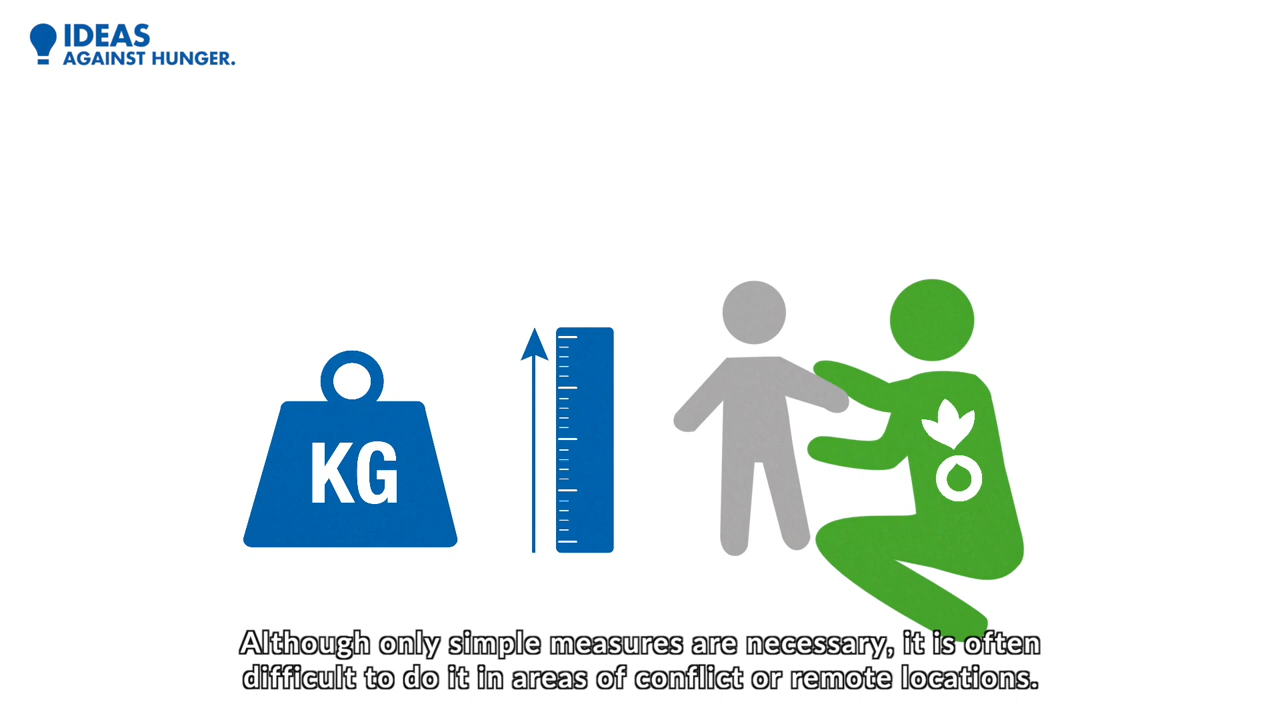 IDEAS
AGAINST HUNGER.
KG
Although only simple measures are necessary, it is often
difficult to do it in areas of conflict or remote locations.